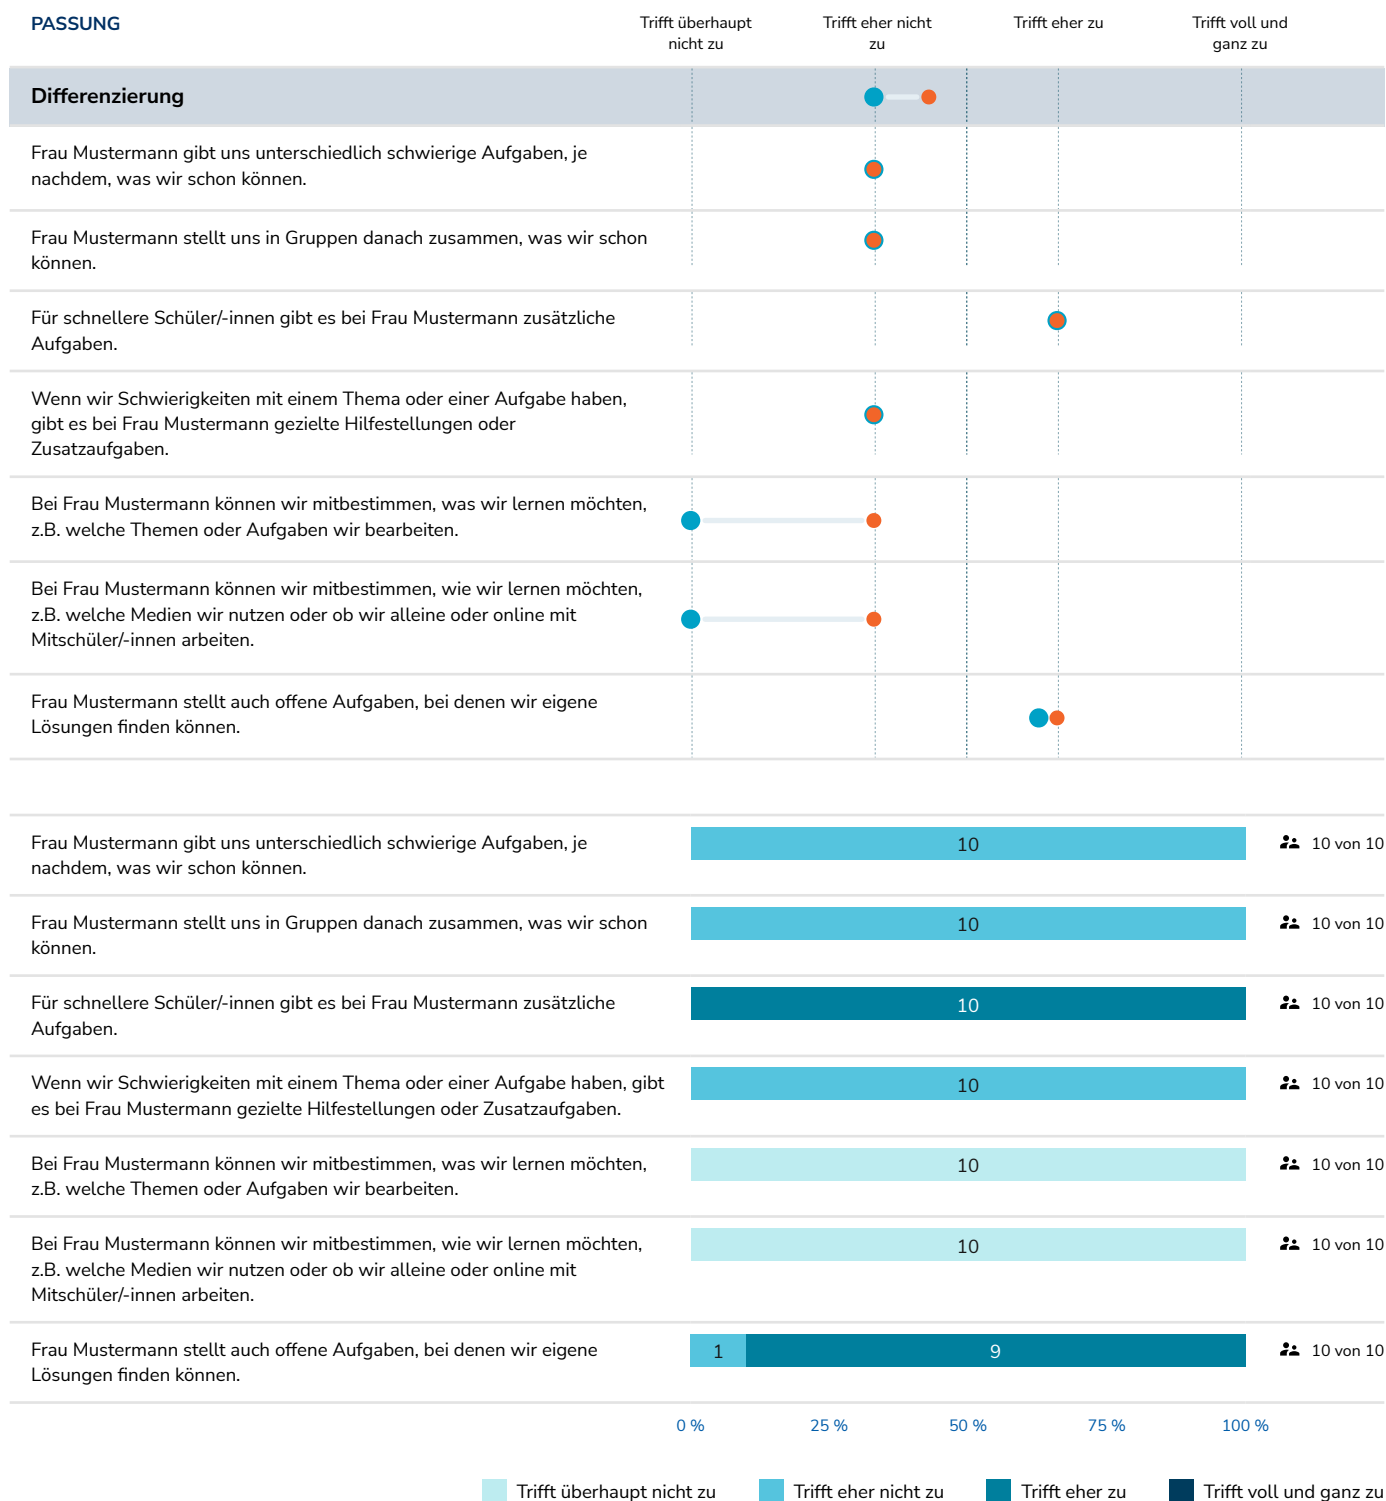 PASSUNG
Trifft überhaupt
nicht zu
Trifft eher nicht
zu
Trifft eher zu
Trifft voll und
ganz zu
Differenzierung
Frau Mustermann gibt uns unterschiedlich schwierige Aufgaben, je
nachdem, was wir schon können.
Frau Mustermann stellt uns in Gruppen danach zusammen, was wir schon
können.
Für schnellere Schüler/-innen gibt es bei Frau Mustermann zusätzliche
Aufgaben.
Wenn wir Schwierigkeiten mit einem Thema oder einer Aufgabe haben,
gibt es bei Frau Mustermann gezielte Hilfestellungen oder
Zusatzaufgaben.
Bei Frau Mustermann können wir mitbestimmen, was wir lernen möchten,
z.B. welche Themen oder Aufgaben wir bearbeiten.
Bei Frau Mustermann können wir mitbestimmen, wie wir lernen möchten,
z.B. welche Medien wir nutzen oder ob wir alleine oder online mit
Mitschüler/-innen arbeiten.
Frau Mustermann stellt auch offene Aufgaben, bei denen wir eigene
Lösungen finden können.
Frau Mustermann gibt uns unterschiedlich schwierige Aufgaben, je
nachdem, was wir schon können.
10
10 von 10
Frau Mustermann stellt uns in Gruppen danach zusammen, was wir schon
können.
10
10 von 10
Für schnellere Schüler/-innen gibt es bei Frau Mustermann zusätzliche
Aufgaben.
10
10 von 10
Wenn wir Schwierigkeiten mit einem Thema oder einer Aufgabe haben, gibt
es bei Frau Mustermann gezielte Hilfestellungen oder Zusatzaufgaben.
10
10 von 10
Bei Frau Mustermann können wir mitbestimmen, was wir lernen möchten,
z.B. welche Themen oder Aufgaben wir bearbeiten.
10
10 von 10
Bei Frau Mustermann können wir mitbestimmen, wie wir lernen möchten,
z.B. welche Medien wir nutzen oder ob wir alleine oder online mit
Mitschüler/-innen arbeiten.
10
10 von 10
Frau Mustermann stellt auch offene Aufgaben, bei denen wir eigene
Lösungen finden können.
1
9
10 von 10
0 %
25 %
50 %
75 %
100 %
Trifft überhaupt nicht zu
Trifft eher nicht zu
Trifft eher zu
Trifft voll und ganz zu